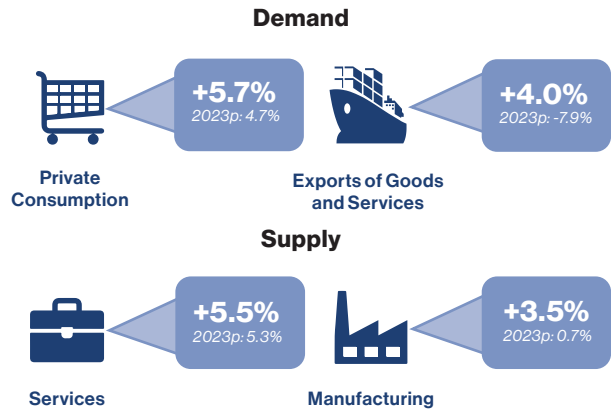 Demand
+5.7%
2023p: 4.7%
Private
Consumption
+4.0%
2023p: -7.9%
Exports of Goods
and Services
Supply
+5.5%
2023p: 5.3%
Services
+3.5%
2023p: 0.7%
Manufacturing